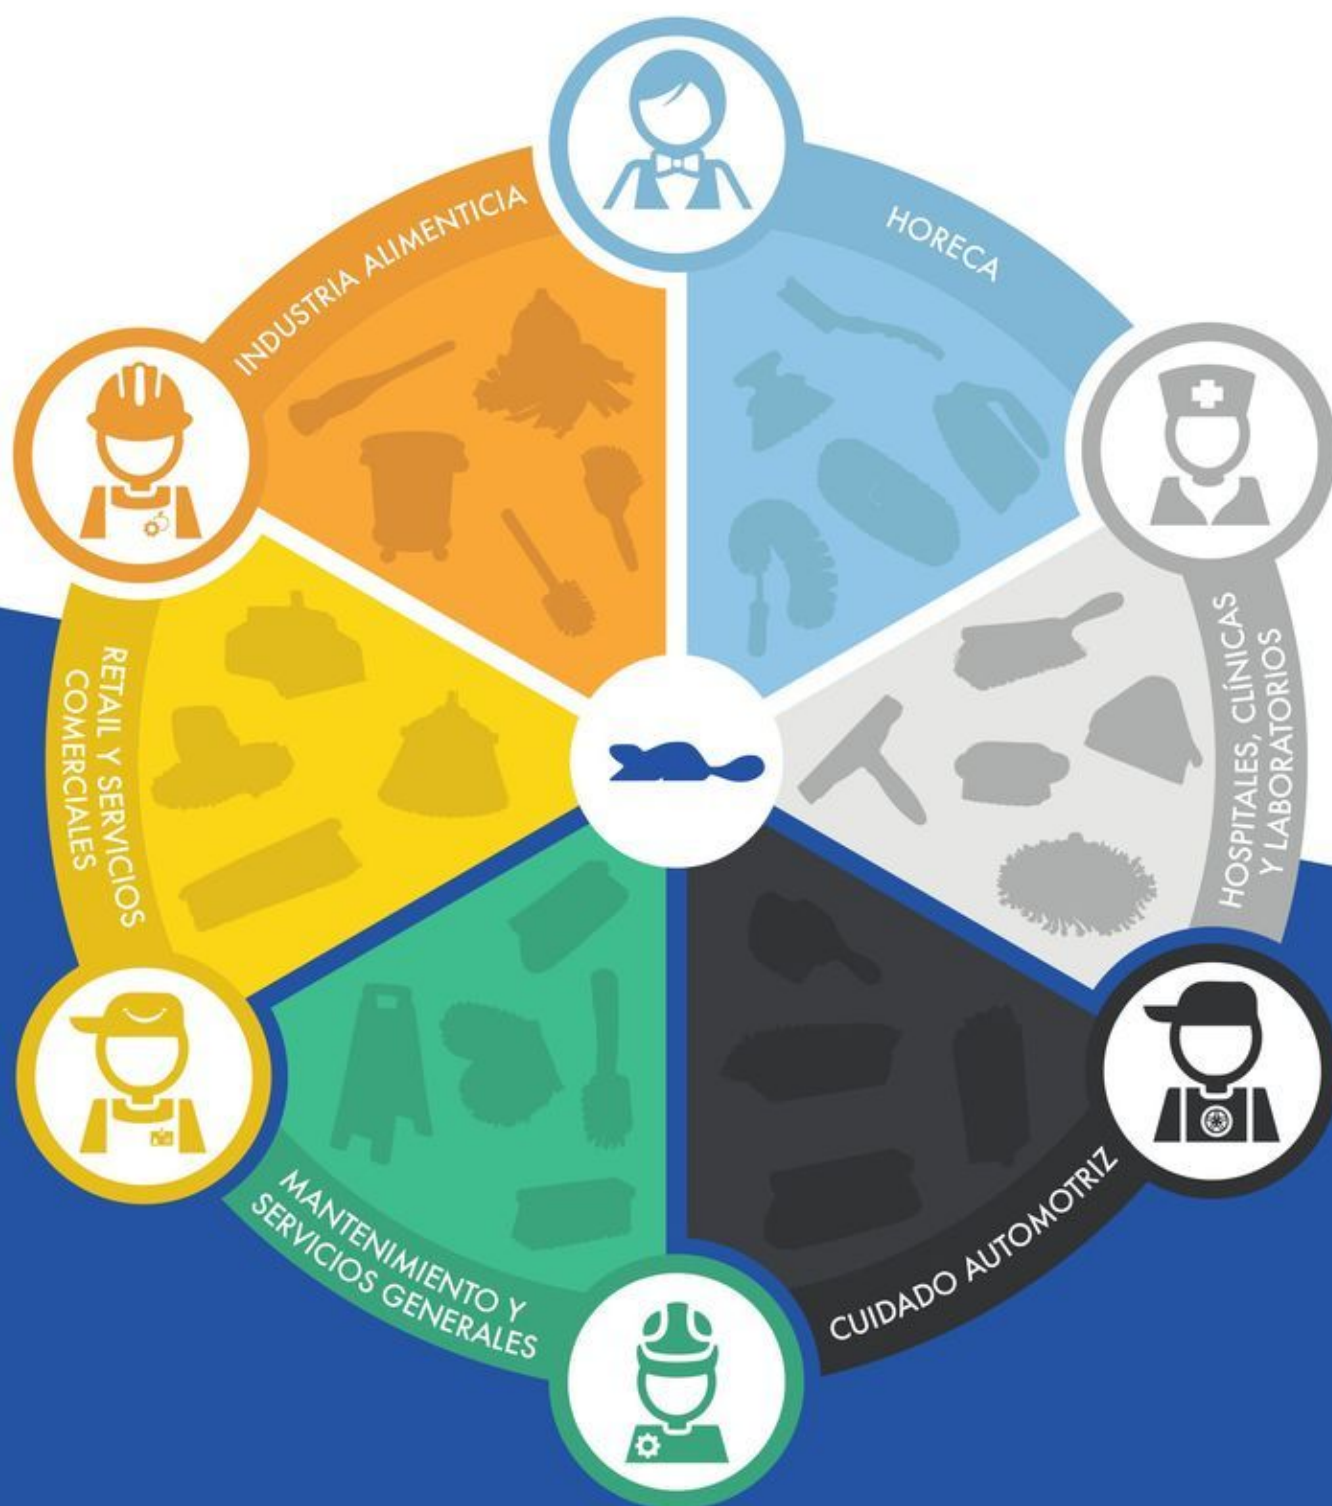 INDUSTRIA ALIMENTICIA
HORECA
HOSPITALES, CLÍNICAS
Y LABORATORIOS
CUIDADO AUTOMOTRIZ
MANTENIMIENTO Y
SERVICIOS GENERALES
RETAIL Y SERVICIOS
COMERCIALES